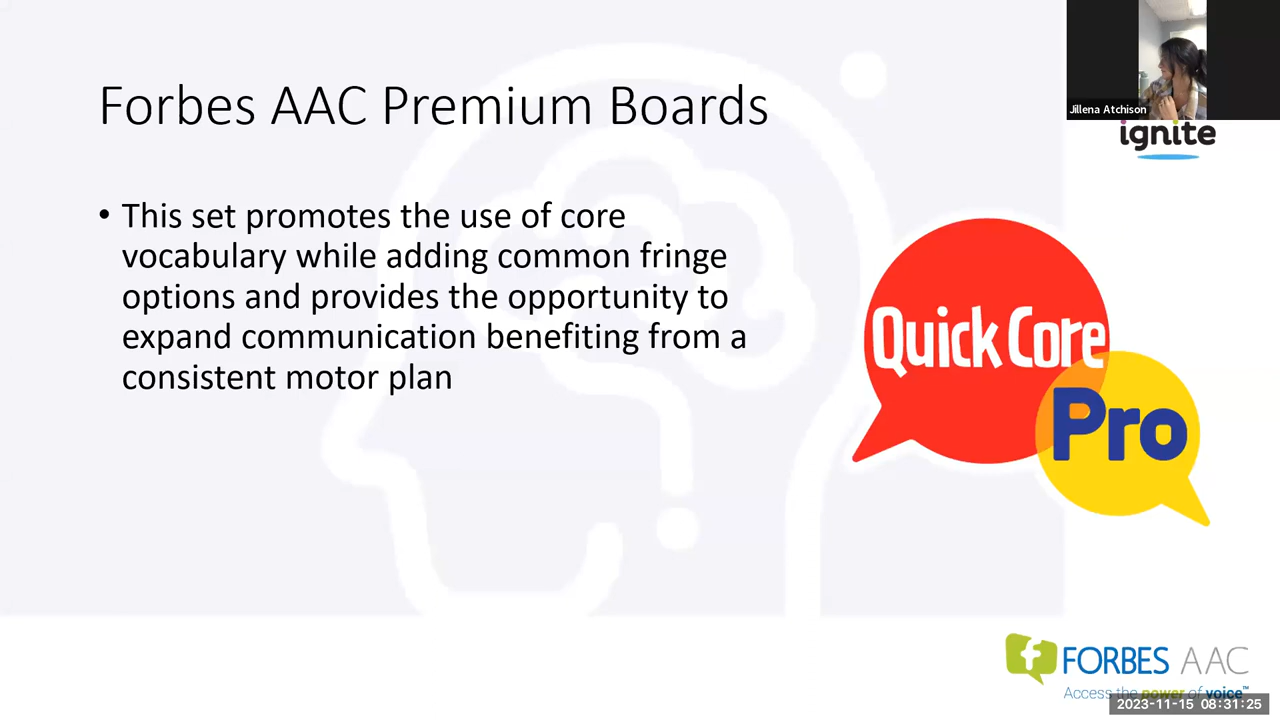 Forbes AAC Premium Boards
Jillena Atchison
ignite
• This set promotes the use of core
vocabulary while adding common fringe
options and provides the opportunity to
expand communication benefiting from a
consistent motor plan
Quick Core
Pro
f FORBES AAC
Access the power of voice™
2023-11-15 08:31:25